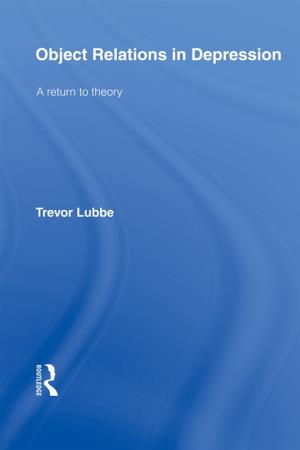 Object Relations in Depression
A return to theory
Trevor Lubbe
ROUTLEDGE